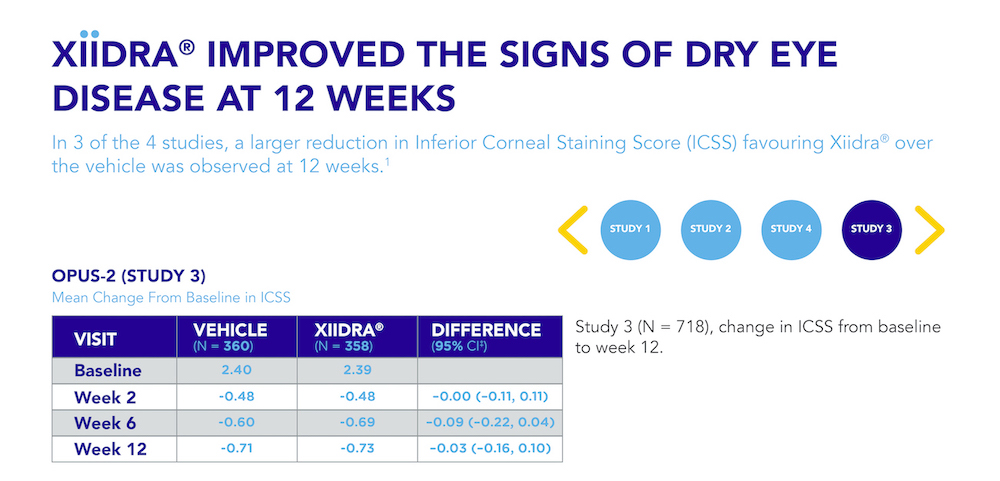 XIIDRA® IMPROVED THE SIGNS OF DRY EYE
DISEASE AT 12 WEEKS
In 3 of the 4 studies, a larger reduction in Inferior Corneal Staining Score (ICSS) favouring Xiidra® over
the vehicle was observed at 12 weeks.¹
STUDY 1 STUDY 2 STUDY 4 STUDY 3
OPUS-2 (STUDY 3)
Mean Change From Baseline in ICSS
VISIT VEHICLE (N = 360) XIIDRA® (N = 358) DIFFERENCE (95% CI‡)
Baseline 2.40 2.39
Week 2 -0.48 -0.48 −0.00 (−0.11, 0.11)
Week 6 -0.60 -0.69 −0.09 (−0.22, 0.04)
Week 12 -0.71 -0.73 −0.03 (−0.16, 0.10)
Study 3 (N = 718), change in ICSS from baseline
to week 12.